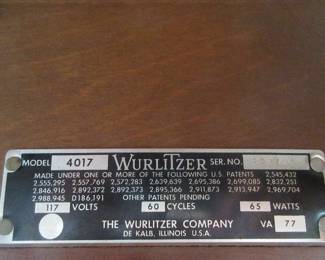 MODEL 4017 WURLITZER SER. NO.
MADE UNDER ONE OR MORE OF THE FOLLOWING U.S. PATENTS 2,545,432
2,555,295 2,557,769 2,572,283 2,639,639 2,695,386 2,699,085 2,832,251
2,846,916 2,892,372 2,892,373 2,895,366 2,911,873 2,913,947 2,969,704
2,988,945 D186,191 OTHER PATENTS PENDING
117 VOLTS 60 CYCLES 65 WATTS
THE WURLITZER COMPANY VA 77
DE KALB, ILLINOIS U.S.A.